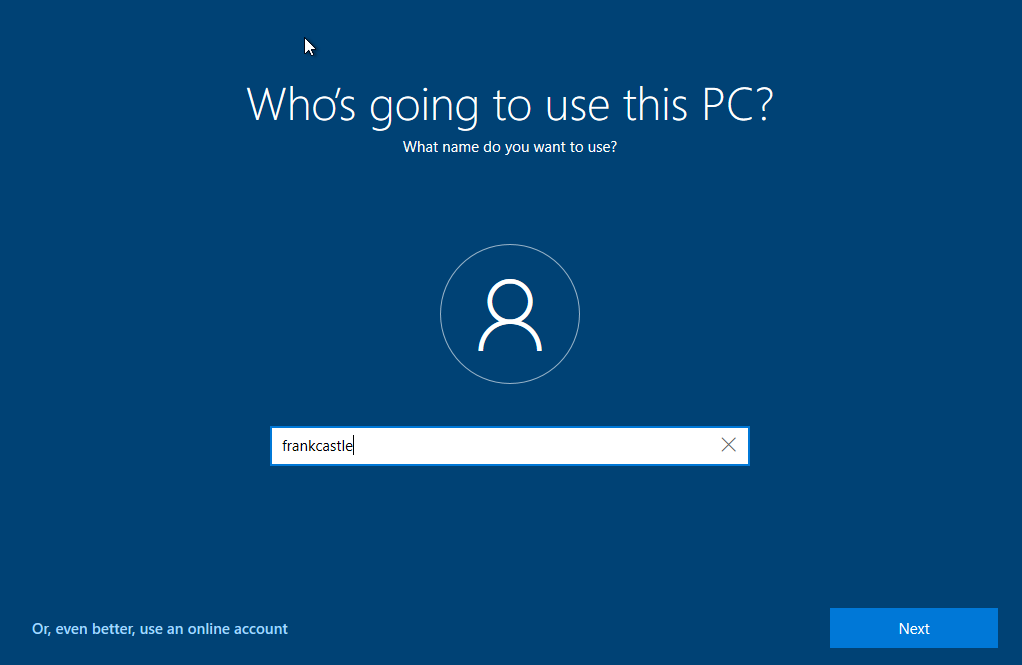 Who's going to use this PC?
What name do you want to use?
frankcastle
Or, even better, use an online account
Next